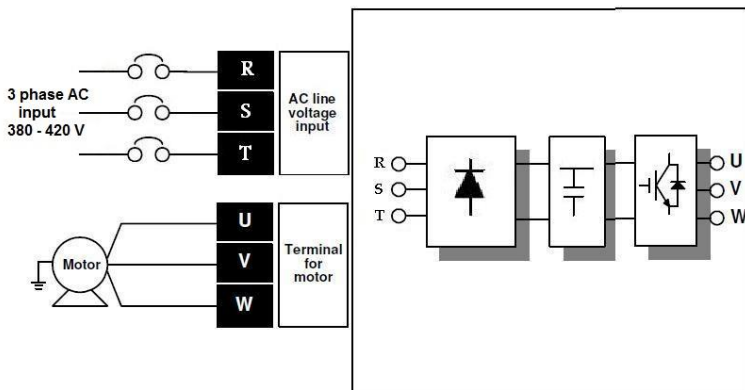 3 phase AC
input
380 - 420 V
R
S
T
AC line
voltage
input
Motor
U
V
W
Terminal
for
motor
R
S
T
U
V
W